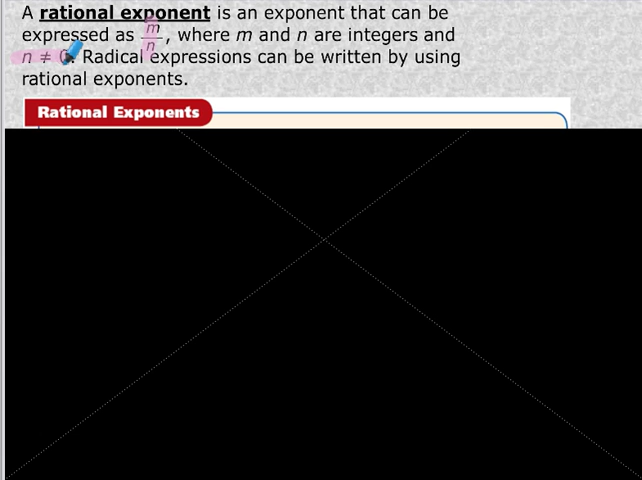 A rational exponent is an exponent that can be
expressed as m/n, where m and n are integers and
n ≠ 0. Radical expressions can be written by using
rational exponents.
Rational Exponents